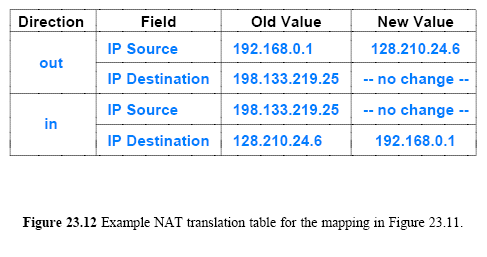 Direction Field Old Value New Value
out IP Source 192.168.0.1 128.210.24.6
IP Destination 198.133.219.25 -- no change --
in IP Source 198.133.219.25 -- no change --
IP Destination 128.210.24.6 192.168.0.1
Figure 23.12 Example NAT translation table for the mapping in Figure 23.11.